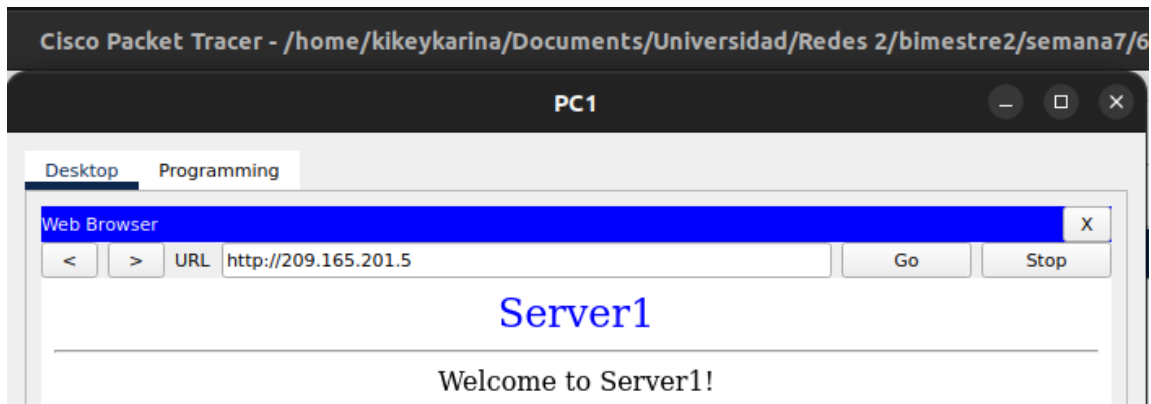 Cisco Packet Tracer - /home/kikeykarina/Documents/Universidad/Redes 2/bimestre2/semana7/6
PC1
Desktop Programming
Web Browser X
< > URL http://209.165.201.5 Go Stop
Server1
Welcome to Server1!